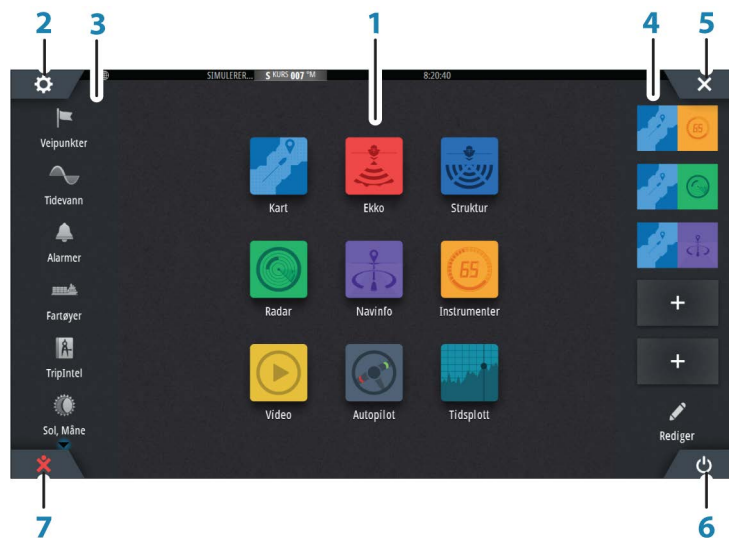 2 3 1 4 5
SIMULERER... S KURS 007 °M 8:20:40
Veipunkter
Tidevann
Alarmer
Fartøyer
TripIntel
Sol, Måne
Kart Ekko Struktur
65
Radar Navinfo Instrumenter
Video Autopilot Tidsplott
65
+
+
Rediger
7 6